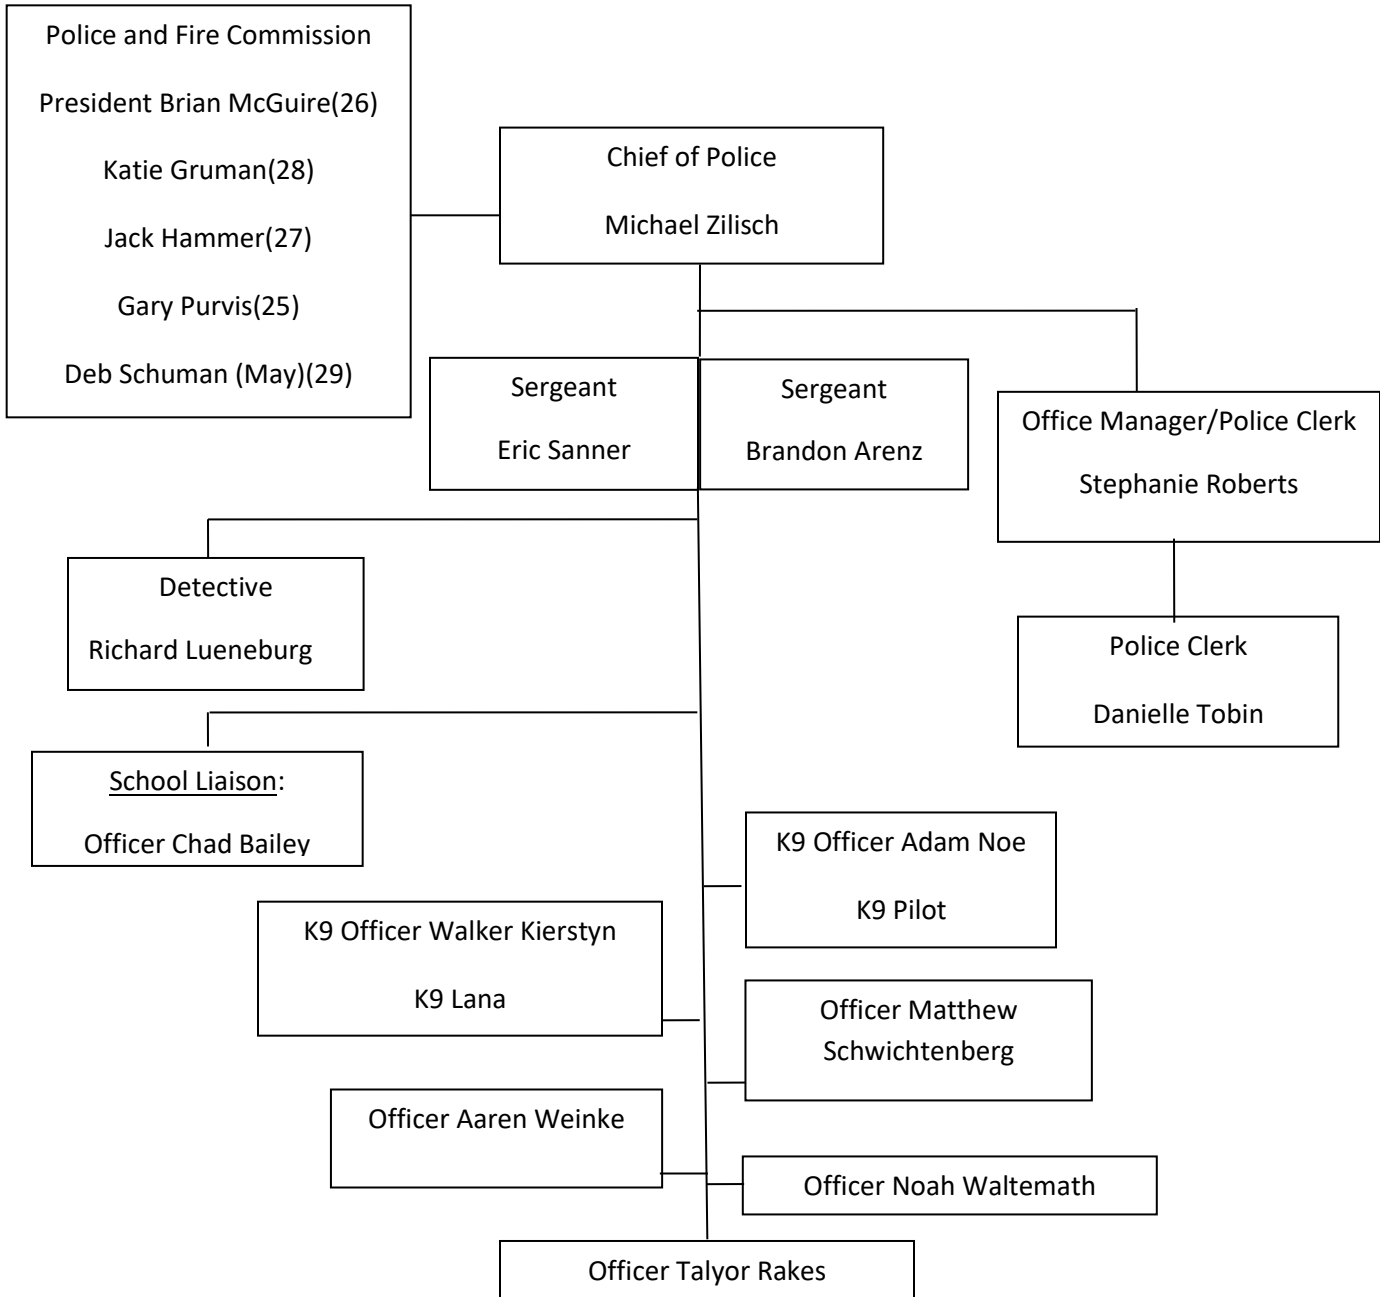 Police and Fire Commission
President Brian McGuire(26)
Katie Gruman(28)
Jack Hammer(27)
Gary Purvis(25)
Deb Schuman (May)(29)
Chief of Police
Michael Zilisch
Sergeant
Eric Sanner
Sergeant
Brandon Arenz
Office Manager/Police Clerk
Stephanie Roberts
Detective
Richard Lueneburg
Police Clerk
Danielle Tobin
School Liaison:
Officer Chad Bailey
K9 Officer Adam Noe
K9 Pilot
K9 Officer Walker Kierstyn
K9 Lana
Officer Matthew
Schwichtenberg
Officer Aaren Weinke
Officer Noah Waltemath
Officer Talyor Rakes